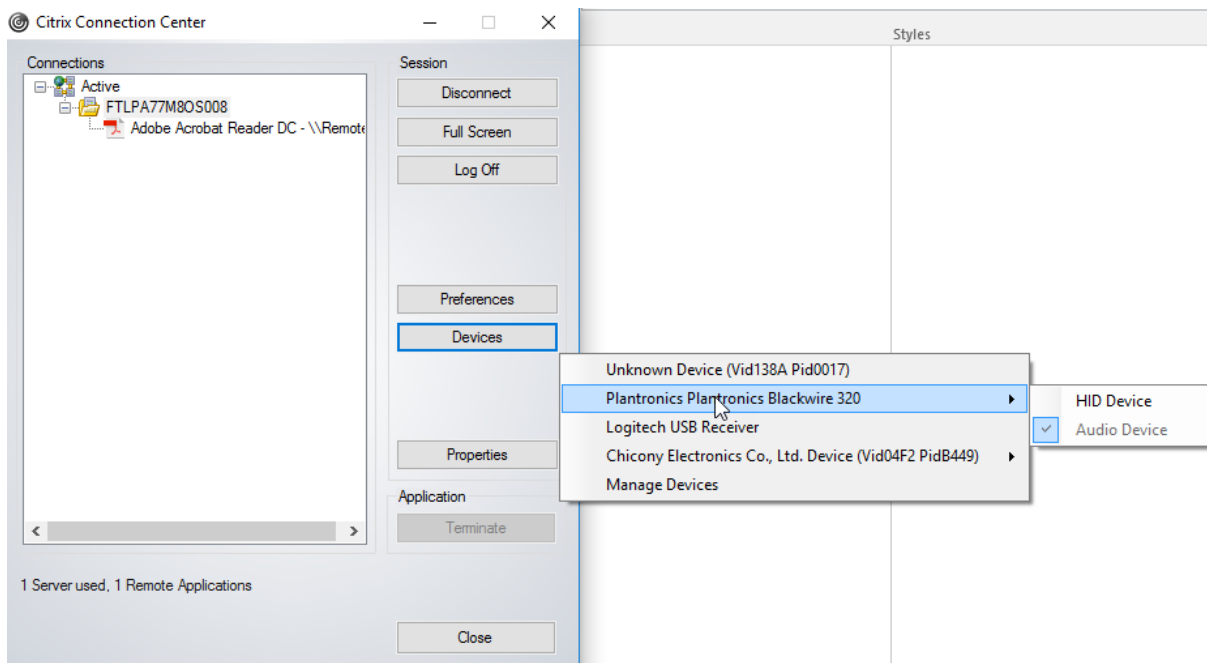 Citrix Connection Center
Styles
Connections
Active
FTLPA77M8OS008
Adobe Acrobat Reader DC - \\Remote
Session
Disconnect
Full Screen
Log Off
Preferences
Devices
Properties
Unknown Device (Vid138A Pid0017)
Plantronics Plantronics Blackwire 320
Logitech USB Receiver
Chicony Electronics Co., Ltd. Device (Vid04F2 PidB449)
Manage Devices
HID Device
Audio Device
Application
Terminate
1 Server used, 1 Remote Applications
Close